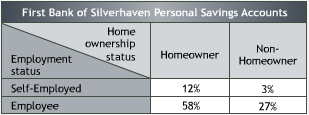 First Bank of Silverhaven Personal Savings Accounts
Home
ownership
status
Employment
status
Homeowner
Non-
Homeowner
Self-Employed 12% 3%
Employee 58% 27%